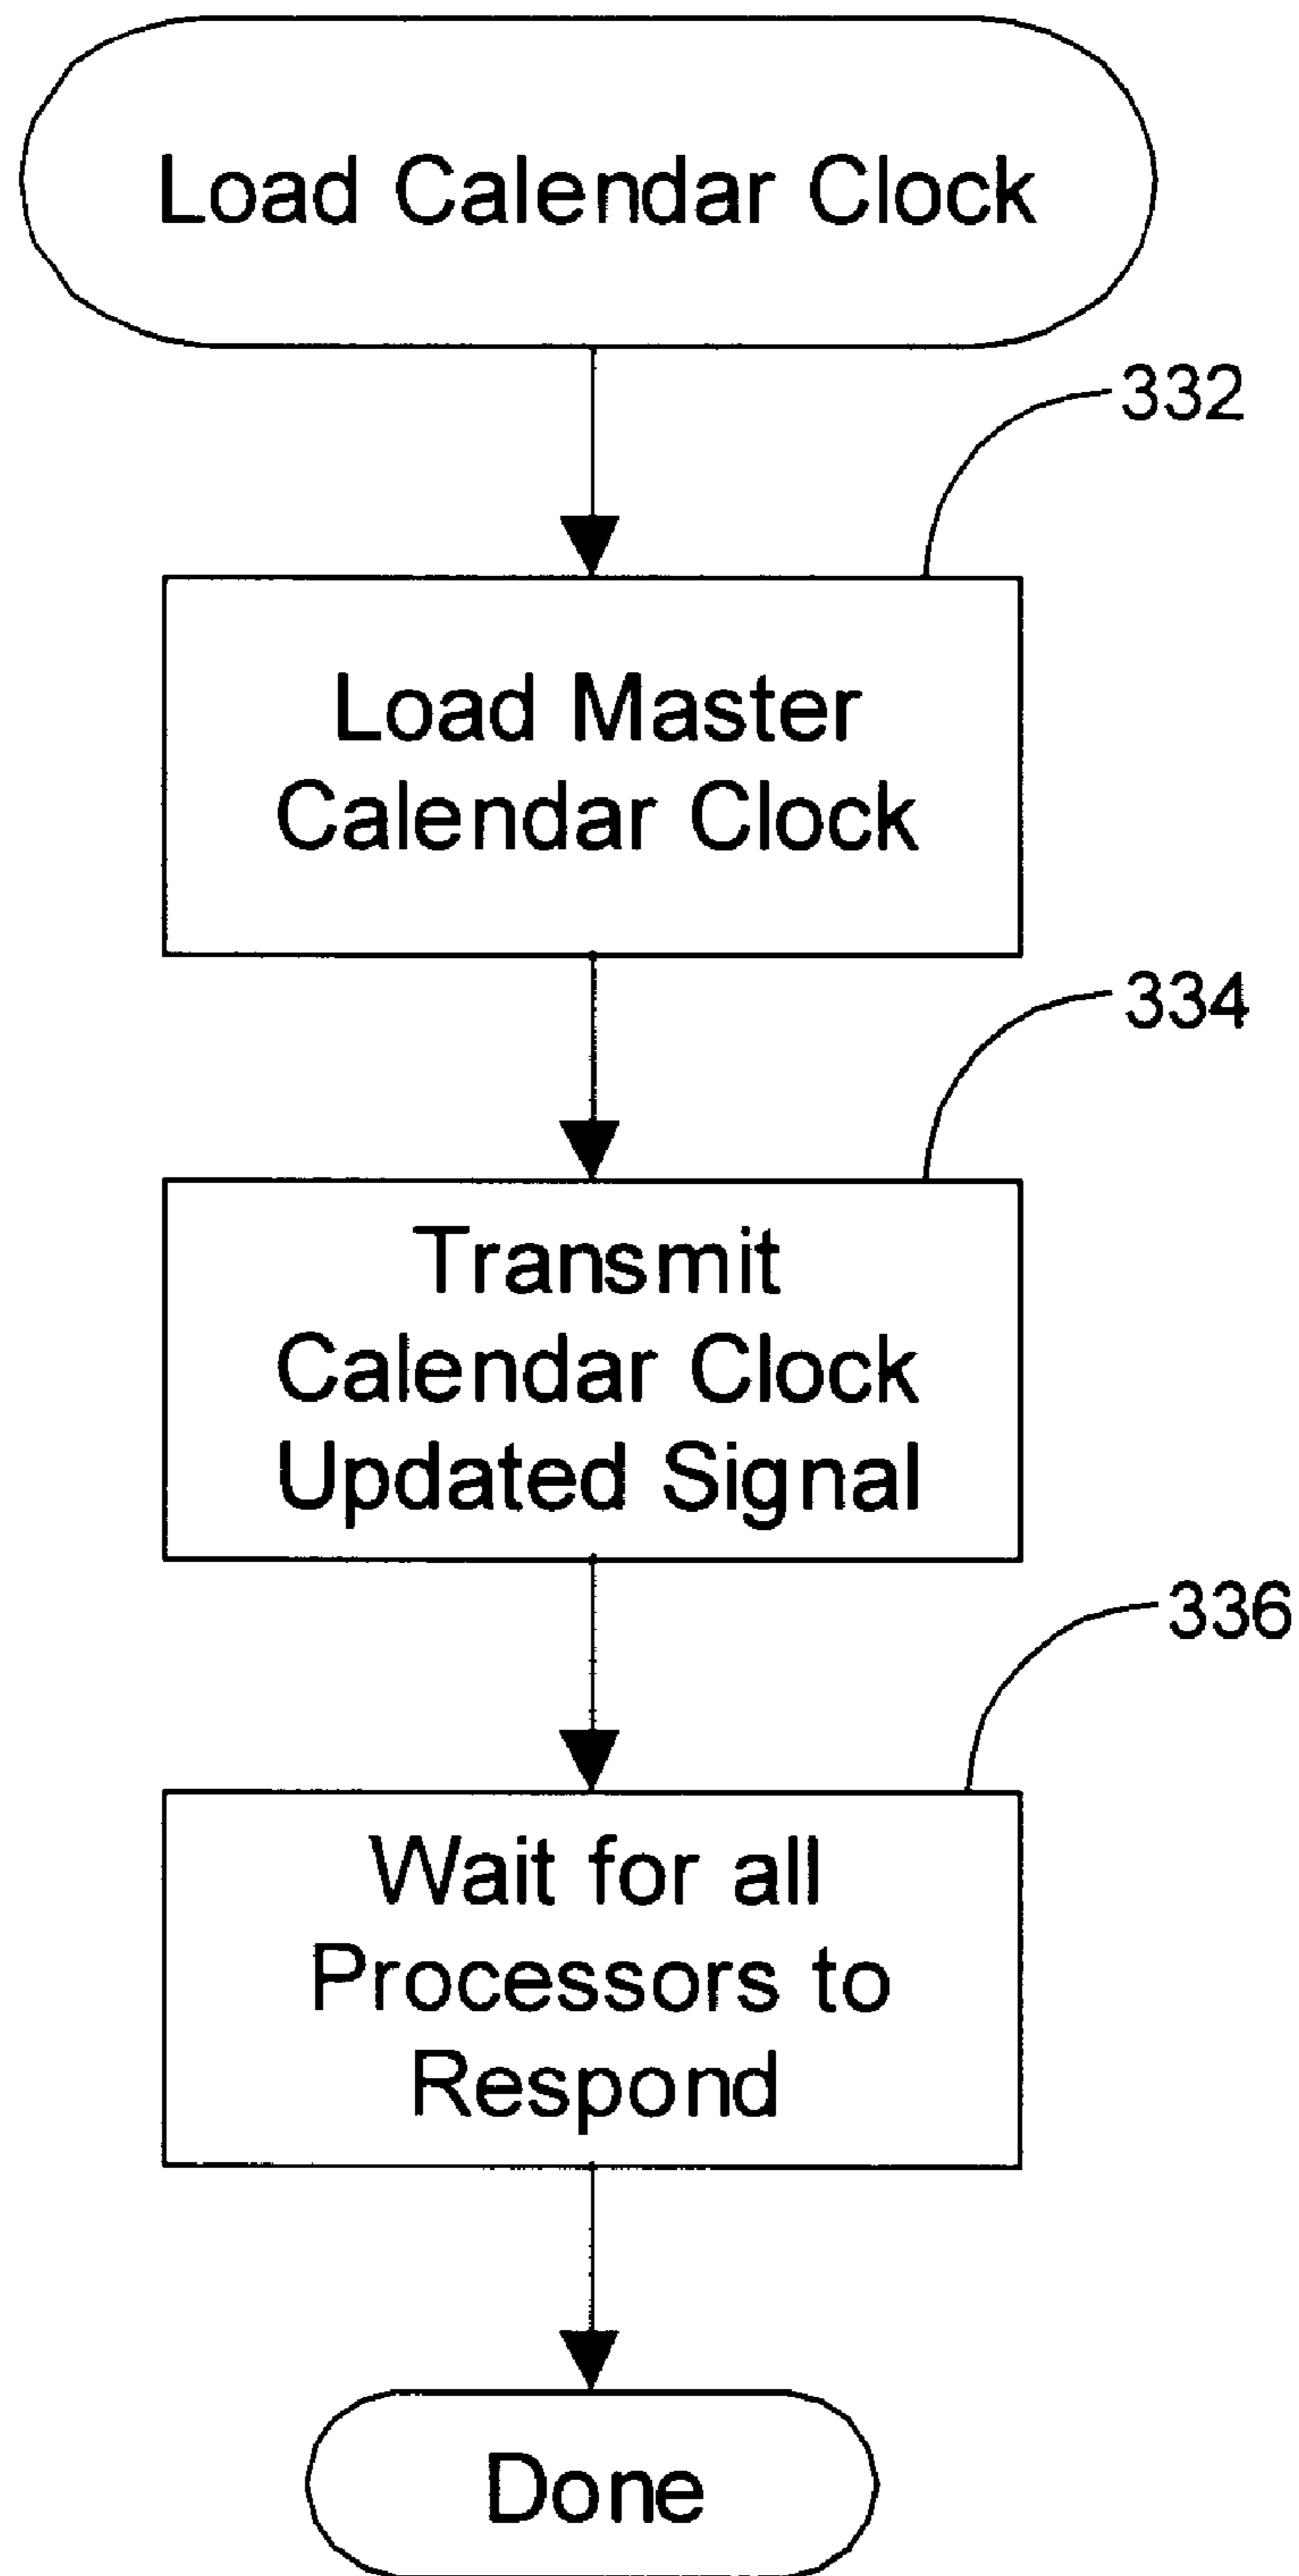 Load Calendar Clock
332
Load Master
Calendar Clock
334
Transmit
Calendar Clock
Updated Signal
336
Wait for all
Processors to
Respond
Done